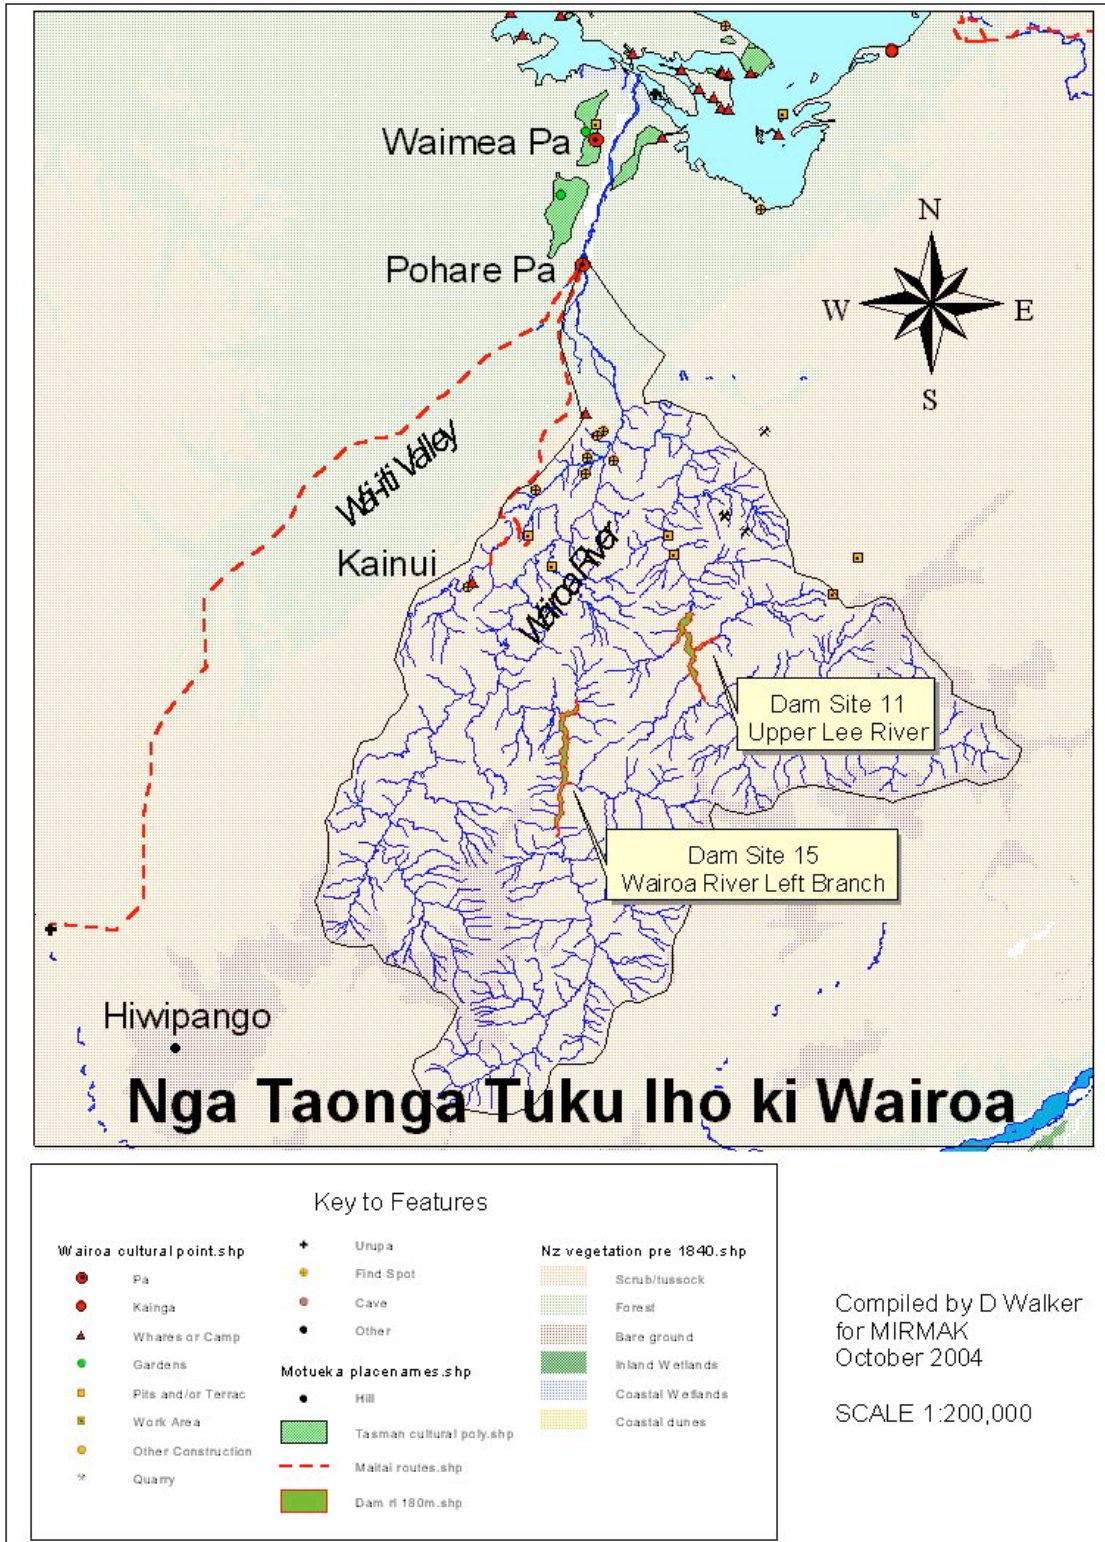 Waimea Pa
Pohare Pa
N
W
E
S
Wai-iti Valley
Kainui
Wairoa River
Dam Site 11
Upper Lee River
Dam Site 15
Wairoa River Left Branch
Hiwipango
Nga Taonga Tuku Iho ki Wairoa
Key to Features
Wairoa cultural point.shp
Pa
Kainga
Whares or Camp
Gardens
Pits and/or Terrac
Work Area
Other Construction
Quarry
Urupa
Find Spot
Cave
Other
Motueka placenames.shp
Hill
Tasman cultural poly.shp
Maitai routes.shp
Dam rl 180m.shp
Nz vegetation pre 1840.shp
Scrub/tussock
Forest
Bare ground
Inland Wetlands
Coastal Wetlands
Coastal dunes
Compiled by D Walker
for MIRMAK
October 2004
SCALE 1:200,000